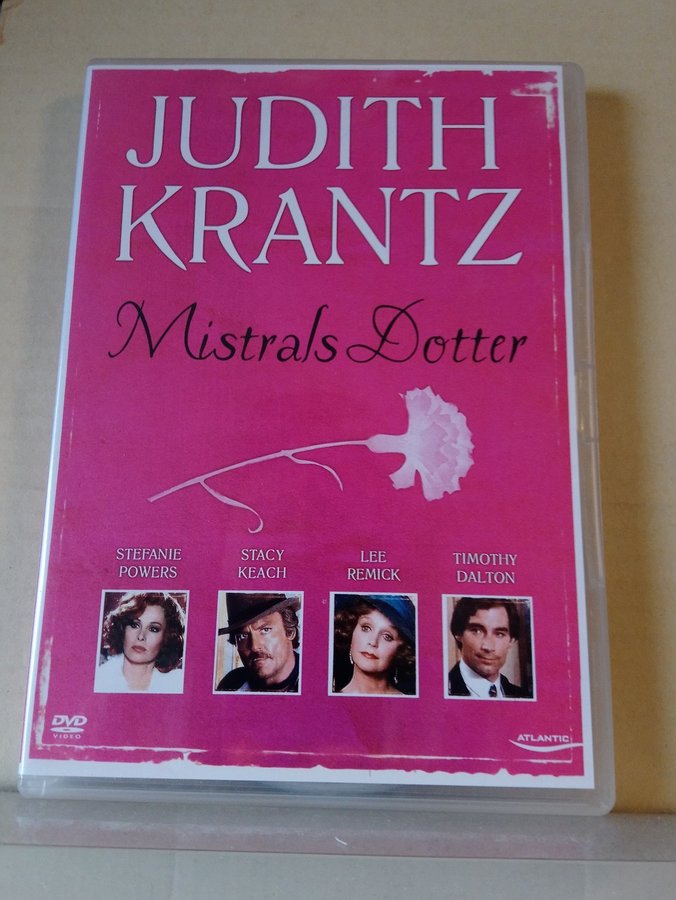 JUDITH
KRANTZ
Mistrals Dotter
STEFANIE
POWERS
STACY
KEACH
LEE
REMICK
TIMOTHY
DALTON
DVD
VIDEO
ATLANTIC